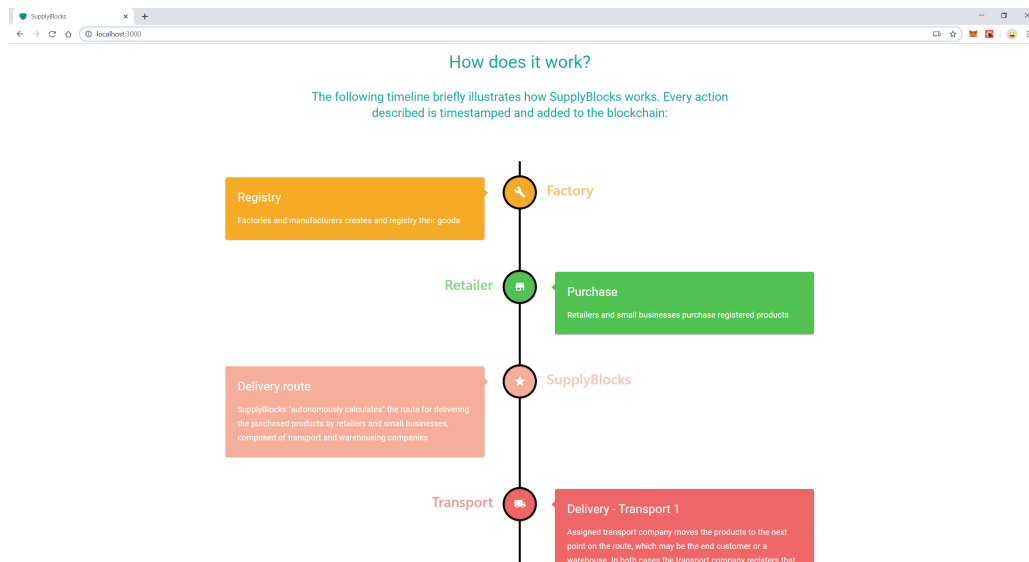 SupplyBlocks
localhost:3000
How does it work?
The following timeline briefly illustrates how SupplyBlocks works. Every action
described is timestamped and added to the blockchain:
Registry
Factories and manufacturers creates and registry their goods
Factory
Retailer
Purchase
Retailers and small businesses purchase registered products
Delivery route
SupplyBlocks "autonomously calculates" the route for delivering
the purchased products by retailers and small businesses,
composed of transport and warehousing companies
SupplyBlocks
Transport
Delivery - Transport 1
Assigned transport company moves the products to the next
point on the route, which may be the end customer or a
warehouse. In both cases the transport company registers that